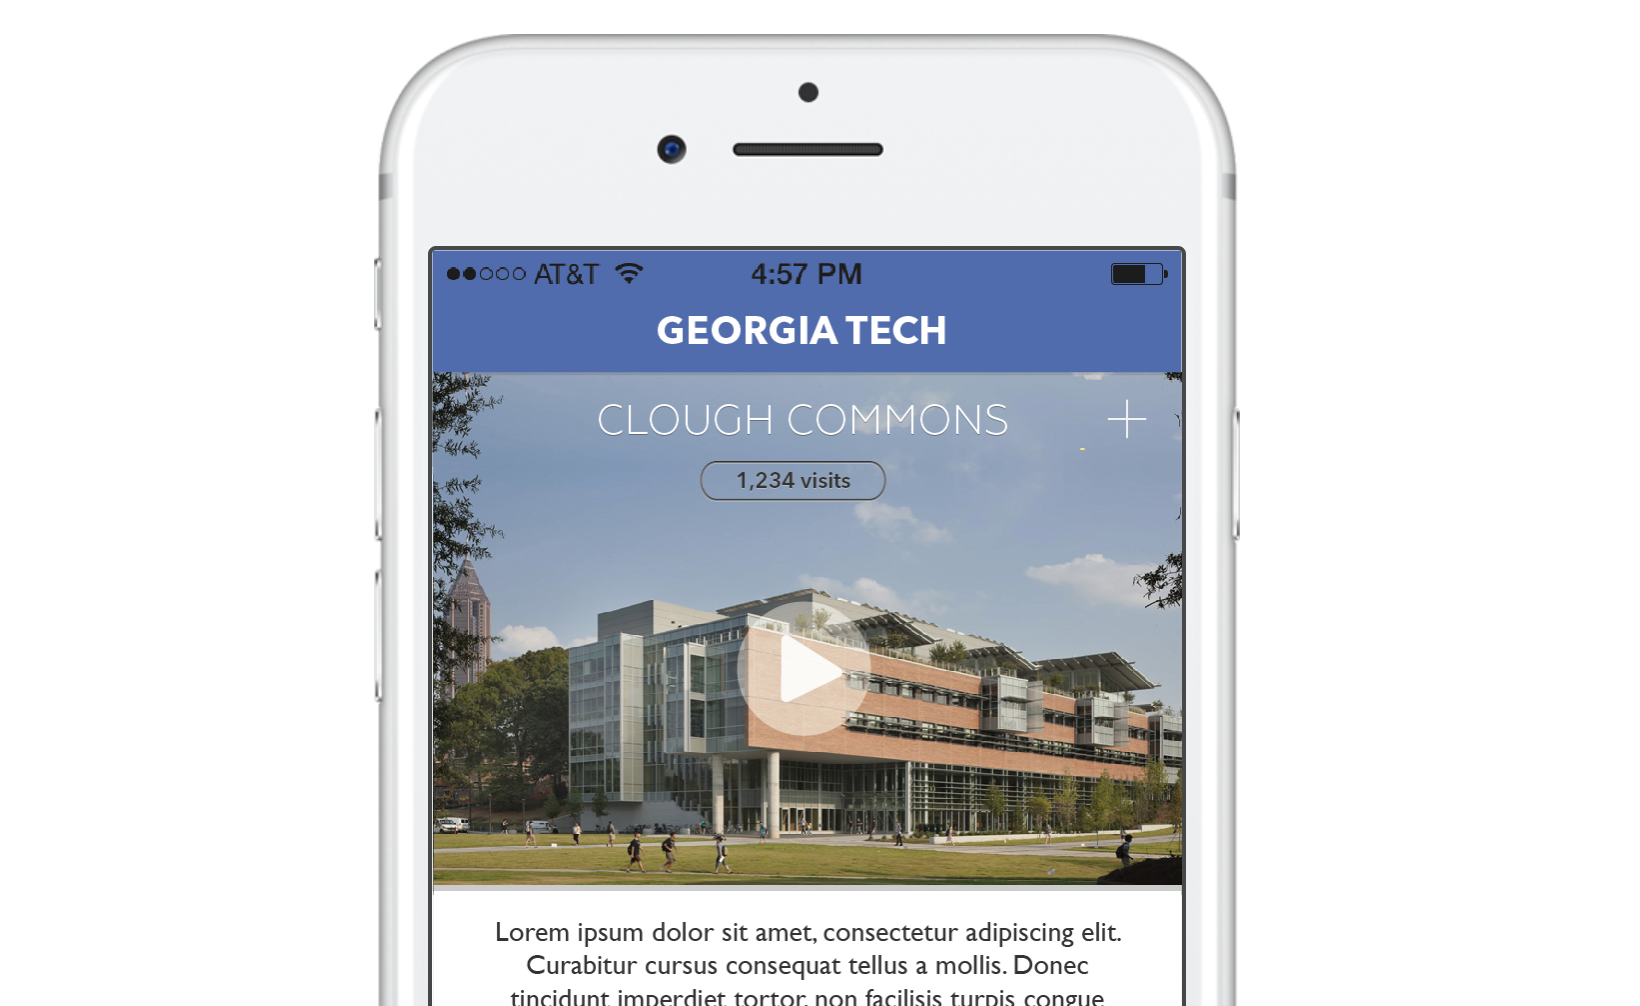 AT&T 4:57 PM
GEORGIA TECH
CLOUGH COMMONS
1,234 visits
Lorem ipsum dolor sit amet, consectetur adipiscing elit.
Curabitur cursus consequat tellus a mollis. Donec
tincidunt imperdiet tortor, non facilisis turpis congue